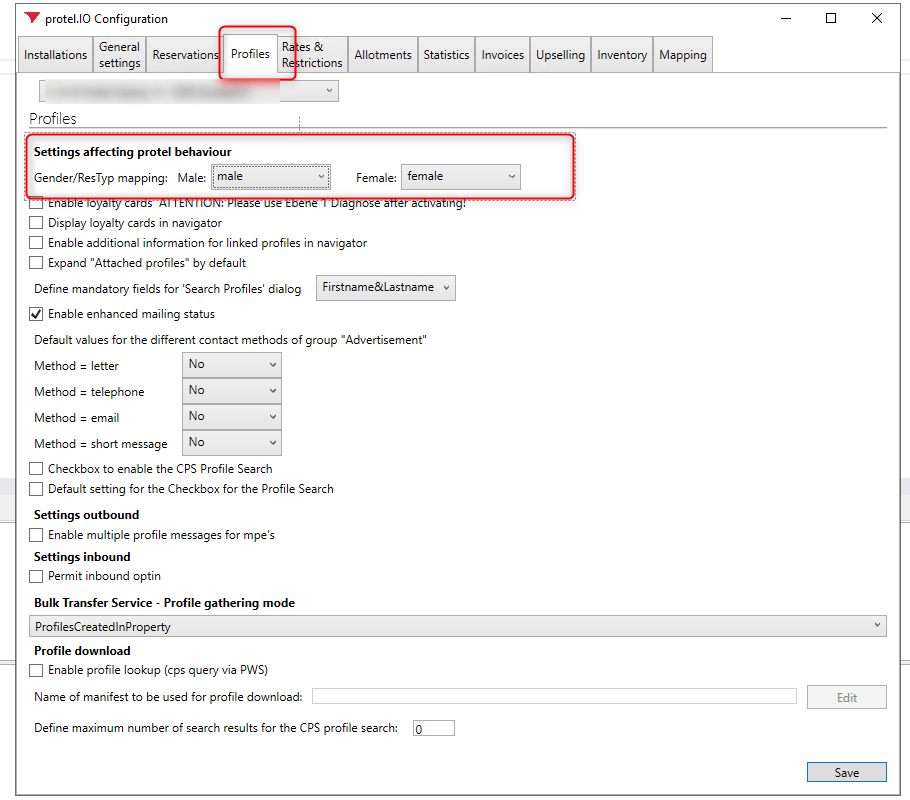 protel.IO Configuration
Installations General settings Reservations Profiles Rates & Restrictions Allotments Statistics Invoices Upselling Inventory Mapping
Profiles
Settings affecting protel behaviour
Gender/ResTyp mapping: Male: male Female: female
Enable loyalty cards "ATTENTION: Please use Ebene 1 Diagnose after activating!
Display loyalty cards in navigator
Enable additional information for linked profiles in navigator
Expand "Attached profiles" by default
Define mandatory fields for 'Search Profiles' dialog Firstname&Lastname
Enable enhanced mailing status
Default values for the different contact methods of group "Advertisement"
Method = letter No
Method = telephone No
Method = email No
Method = short message No
Checkbox to enable the CPS Profile Search
Default setting for the Checkbox for the Profile Search
Settings outbound
Enable multiple profile messages for mpe's
Settings inbound
Permit inbound optin
Bulk Transfer Service - Profile gathering mode
ProfilesCreatedInProperty
Profile download
Enable profile lookup (cps query via PWS)
Name of manifest to be used for profile download: Edit
Define maximum number of search results for the CPS profile search: 0
Save